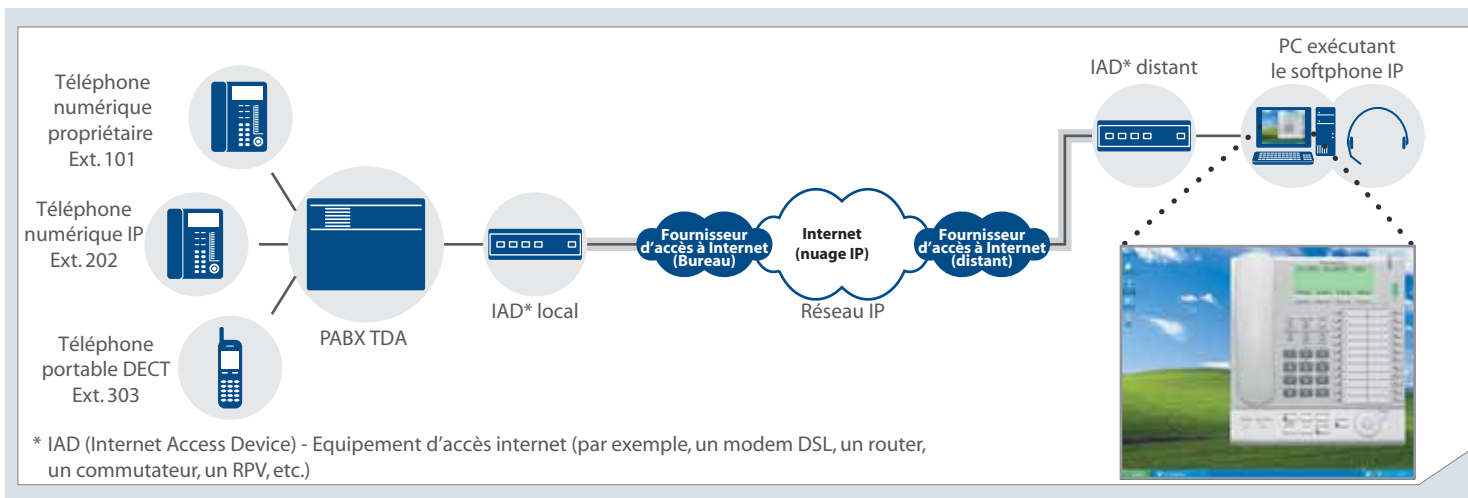 Téléphone
numérique
propriétaire
Ext. 101
Téléphone
numérique IP
Ext. 202
Téléphone
portable DECT
Ext. 303
PABX TDA
IAD* local
Fournisseur
d'accès à Internet
(Bureau)
Internet
(nuage IP)
Réseau IP
Fournisseur
d'accès à Internet
(distant)
IAD* distant
PC exécutant
le softphone IP
* IAD (Internet Access Device) - Equipement d'accès internet (par exemple, un modem DSL, un router,
un commutateur, un RPV, etc.)